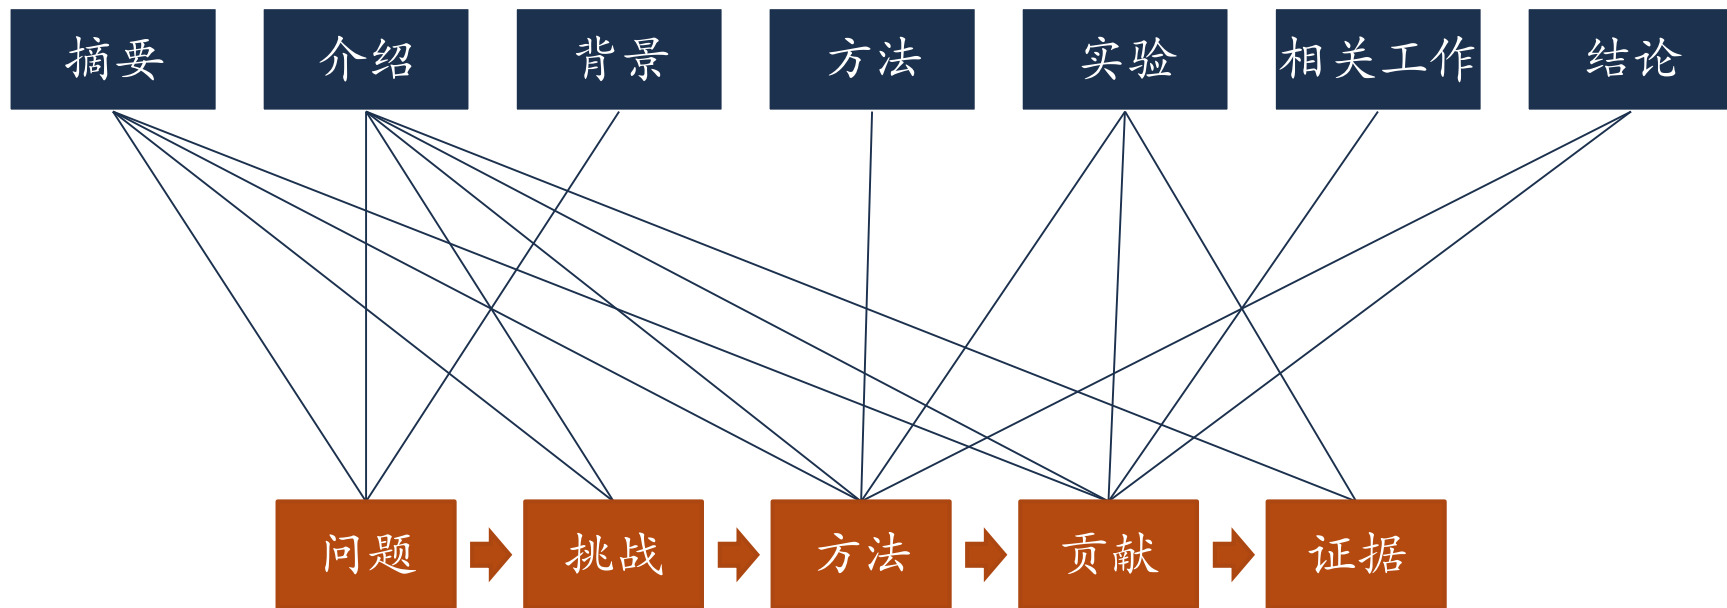 摘要 介绍 背景 方法 实验 相关工作 结论
问题 挑战 方法 贡献 证据